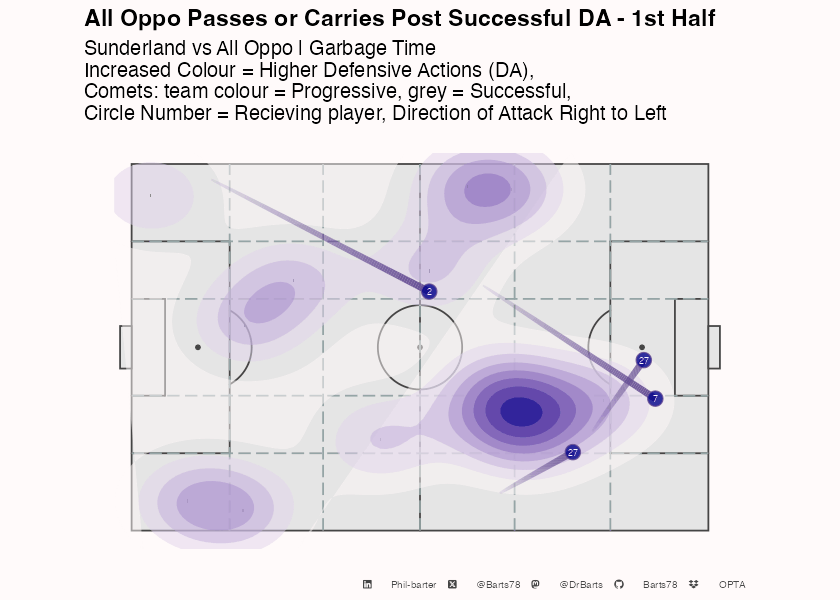 All Oppo Passes or Carries Post Successful DA - 1st Half
Sunderland vs All Oppo | Garbage Time
Increased Colour = Higher Defensive Actions (DA),
Comets: team colour = Progressive, grey = Successful,
Circle Number = Recieving player, Direction of Attack Right to Left
2
27
7
27
Phil-barter @Barts78 @DrBarts Barts78 OPTA